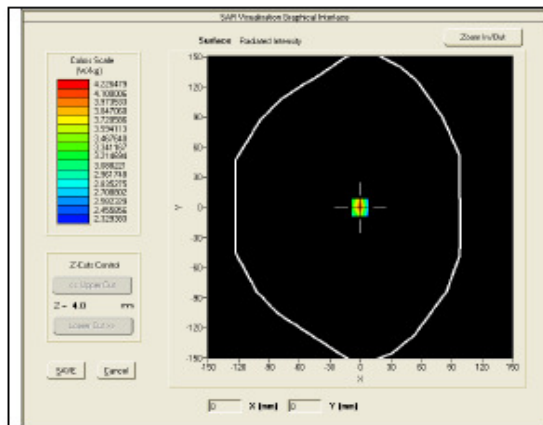 SAR Visualisation Graphical Interface
Surface Radiated Intensity
Zoom In/Out
Colors Scale
(W/kg)
4.226479
4.100006
3.973533
3.847060
3.720586
3.594113
3.467640
3.341167
3.214694
3.088221
2.961748
2.835275
2.708802
2.582329
2.455856
2.329383
Z-Cuts Control
<< Upper Cut
Z = 4.0 mm
Lower Cut >>
SAVE Cancel
150
120
90
60
30
Y 0
-30
-60
-90
-120
-150
-150 -120 -90 -60 -30 0 30 60 90 120 150
X
0 X (mm) 0 Y (mm)